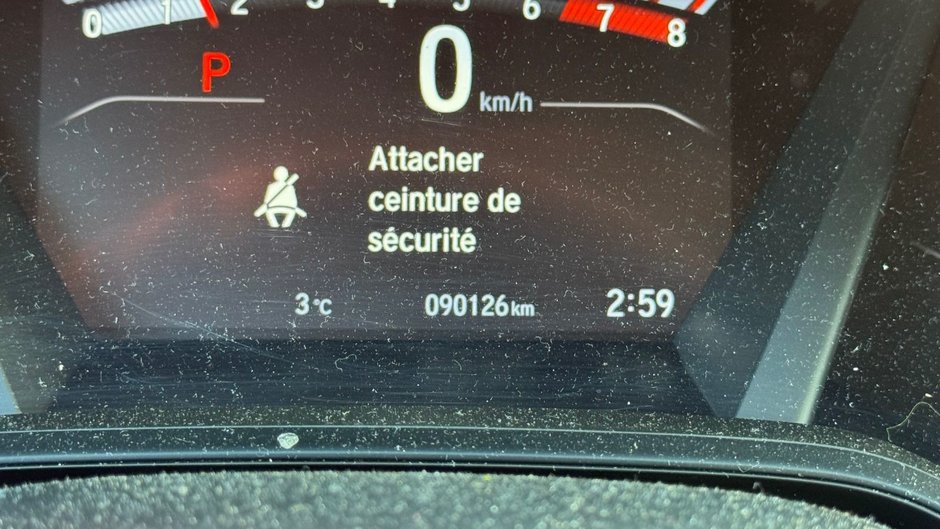 0 1 2 3 4 5 6 7 8
P 0 km/h
Attacher
ceinture de
sécurité
3°C 090126km 2:59